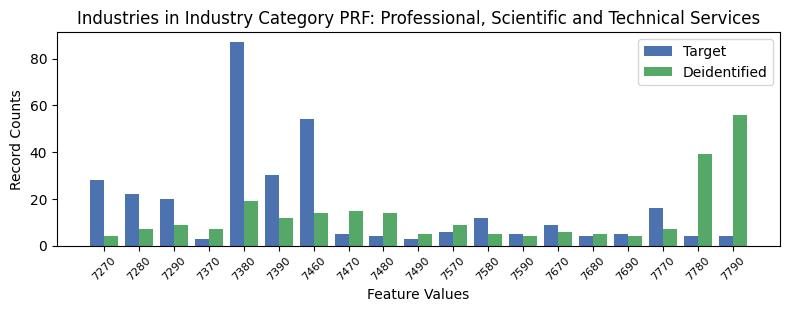 Industries in Industry Category PRF: Professional, Scientific and Technical Services
Target
Deidentified
Record Counts
80
60
40
20
0
7270 7280 7290 7370 7380 7390 7460 7470 7480 7490 7570 7580 7590 7670 7680 7690 7770 7780 7790
Feature Values